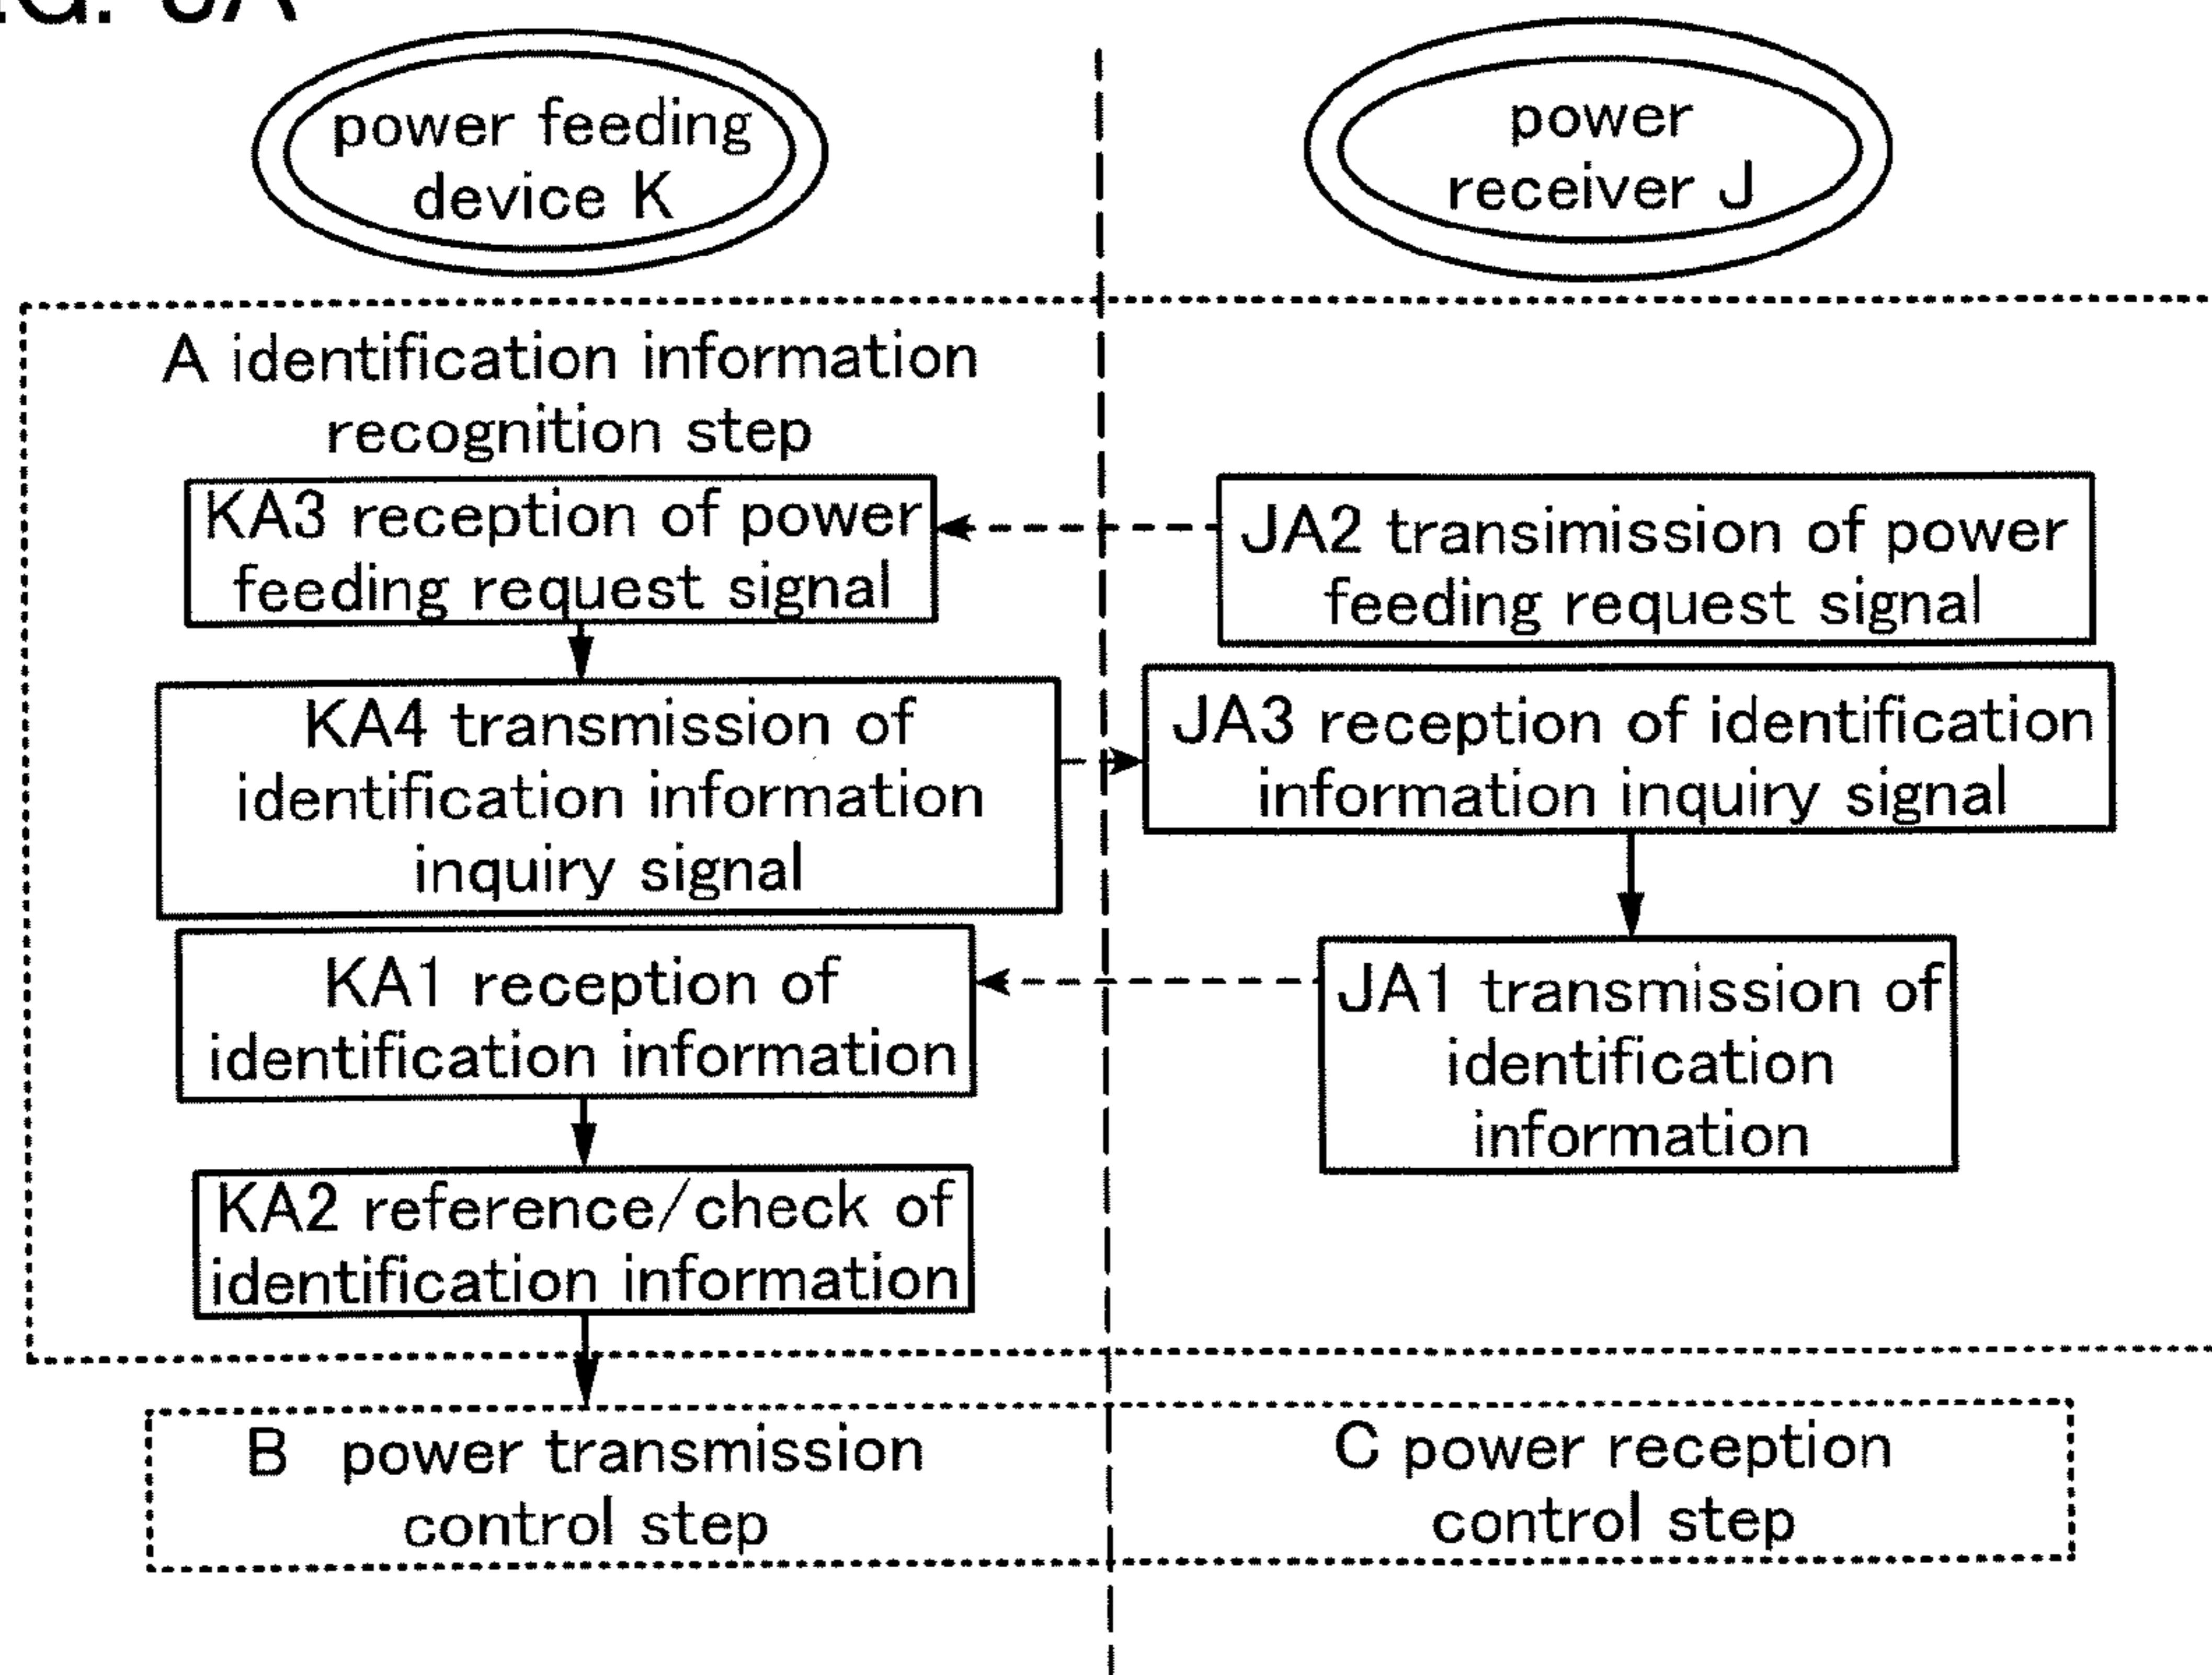 power feeding
device K
power
receiver J
A identification information
recognition step
KA3 reception of power
feeding request signal
JA2 transimission of power
feeding request signal
KA4 transmission of
identification information
inquiry signal
JA3 reception of identification
information inquiry signal
KA1 reception of
identification information
JA1 transmission of
identification
information
KA2 reference/check of
identification information
B power transmission
control step
C power reception
control step